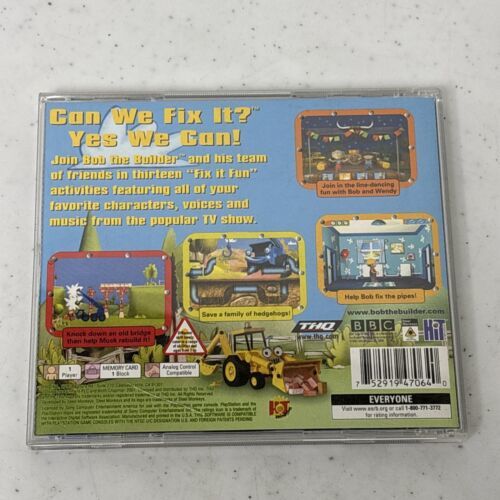 Can We Fix It?™
Yes We Can!
Join Bob the Builder™ and his team
of friends in thirteen "Fix it Fun"
activities featuring all of your
favorite characters, voices and
music from the popular TV show.
Join in the line-dancing
fun with Bob and Wendy
Help Bob fix the pipes!
Save a family of hedgehogs!
Knock down an old bridge
then help Muck rebuild it!
www.bobthebuilder.com
THQ
www.thq.com
BBC
HiT
1
Player
MEMORY CARD
1 Block
Analog Control
Compatible
7 52919 47064 0
EVERYONE
Visit www.esrb.org or call 1-800-771-3772
for rating information.